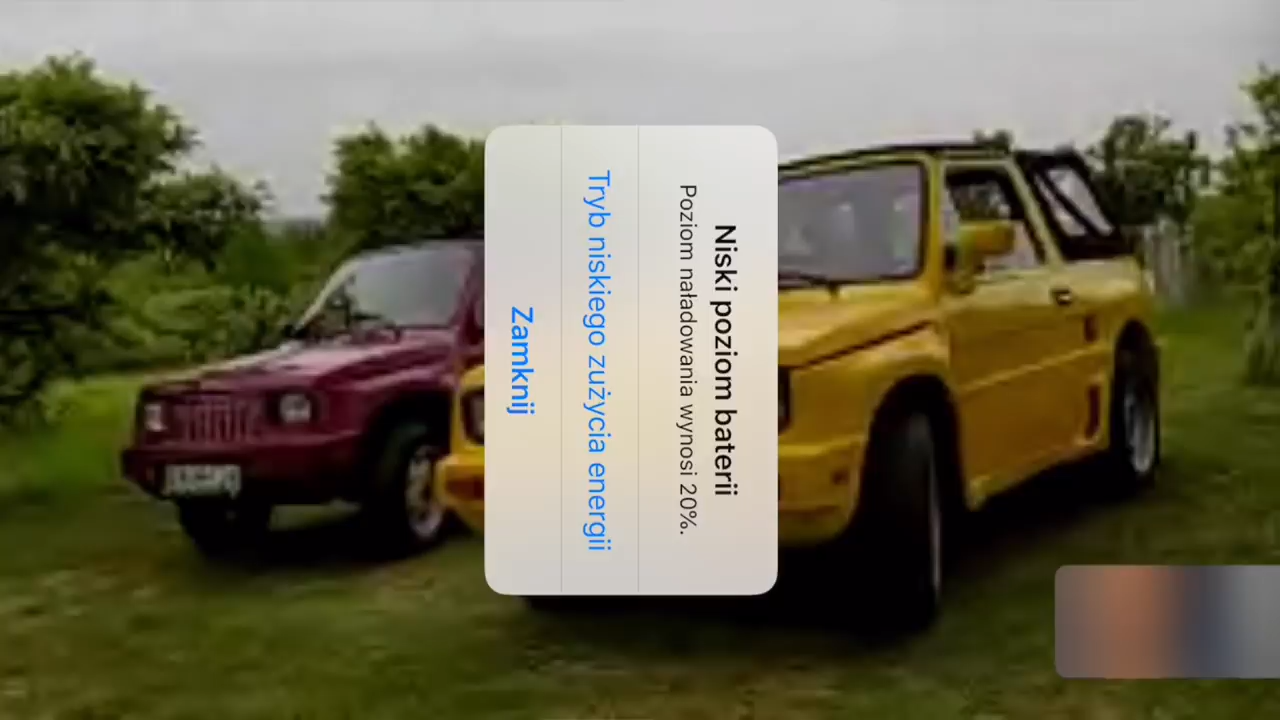 Niski poziom baterii
Poziom naładowania wynosi 20%.
Tryb niskiego zużycia energii
Zamknij